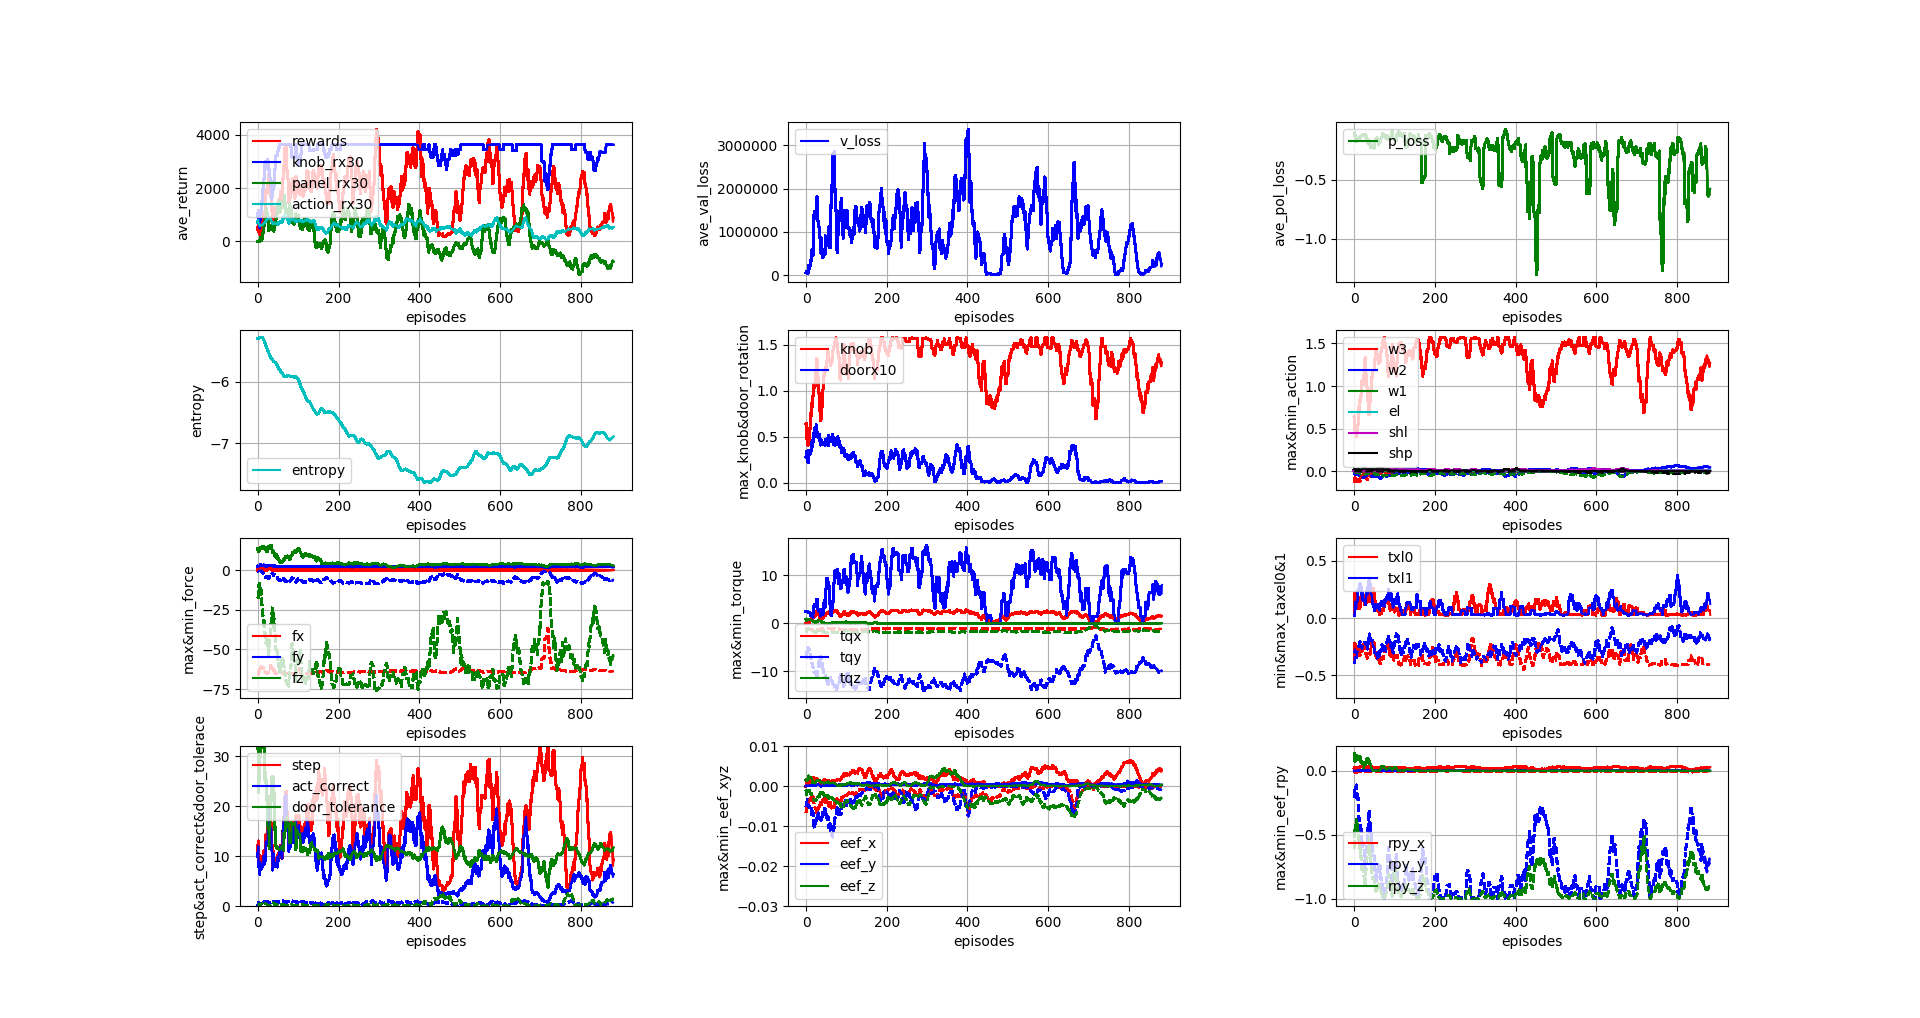 ave_return
4000
2000
0
rewards
knob_rx30
panel_rx30
action_rx30
0 200 400 600 800
episodes
ave_val_loss
3000000
2000000
1000000
0
v_loss
0 200 400 600 800
episodes
ave_pol_loss
−0.5
−1.0
p_loss
0 200 400 600 800
episodes
entropy
−6
−7
entropy
0 200 400 600 800
episodes
max_knob&door_rotation
1.5
1.0
0.5
0.0
knob
doorx10
0 200 400 600 800
episodes
max&min_action
1.5
1.0
0.5
0.0
w3
w2
w1
el
shl
shp
0 200 400 600 800
episodes
max&min_force
0
−25
−50
−75
fx
fy
fz
0 200 400 600 800
episodes
max&min_torque
10
0
−10
tqx
tqy
tqz
0 200 400 600 800
episodes
min&max_taxel0&1
0.5
0.0
−0.5
txl0
txl1
0 200 400 600 800
episodes
step&act_correct&door_tolerace
30
20
10
0
step
act_correct
door_tolerance
0 200 400 600 800
episodes
max&min_eef_xyz
0.01
0.00
−0.01
−0.02
−0.03
eef_x
eef_y
eef_z
0 200 400 600 800
episodes
max&min_eef_rpy
0.0
−0.5
−1.0
rpy_x
rpy_y
rpy_z
0 200 400 600 800
episodes